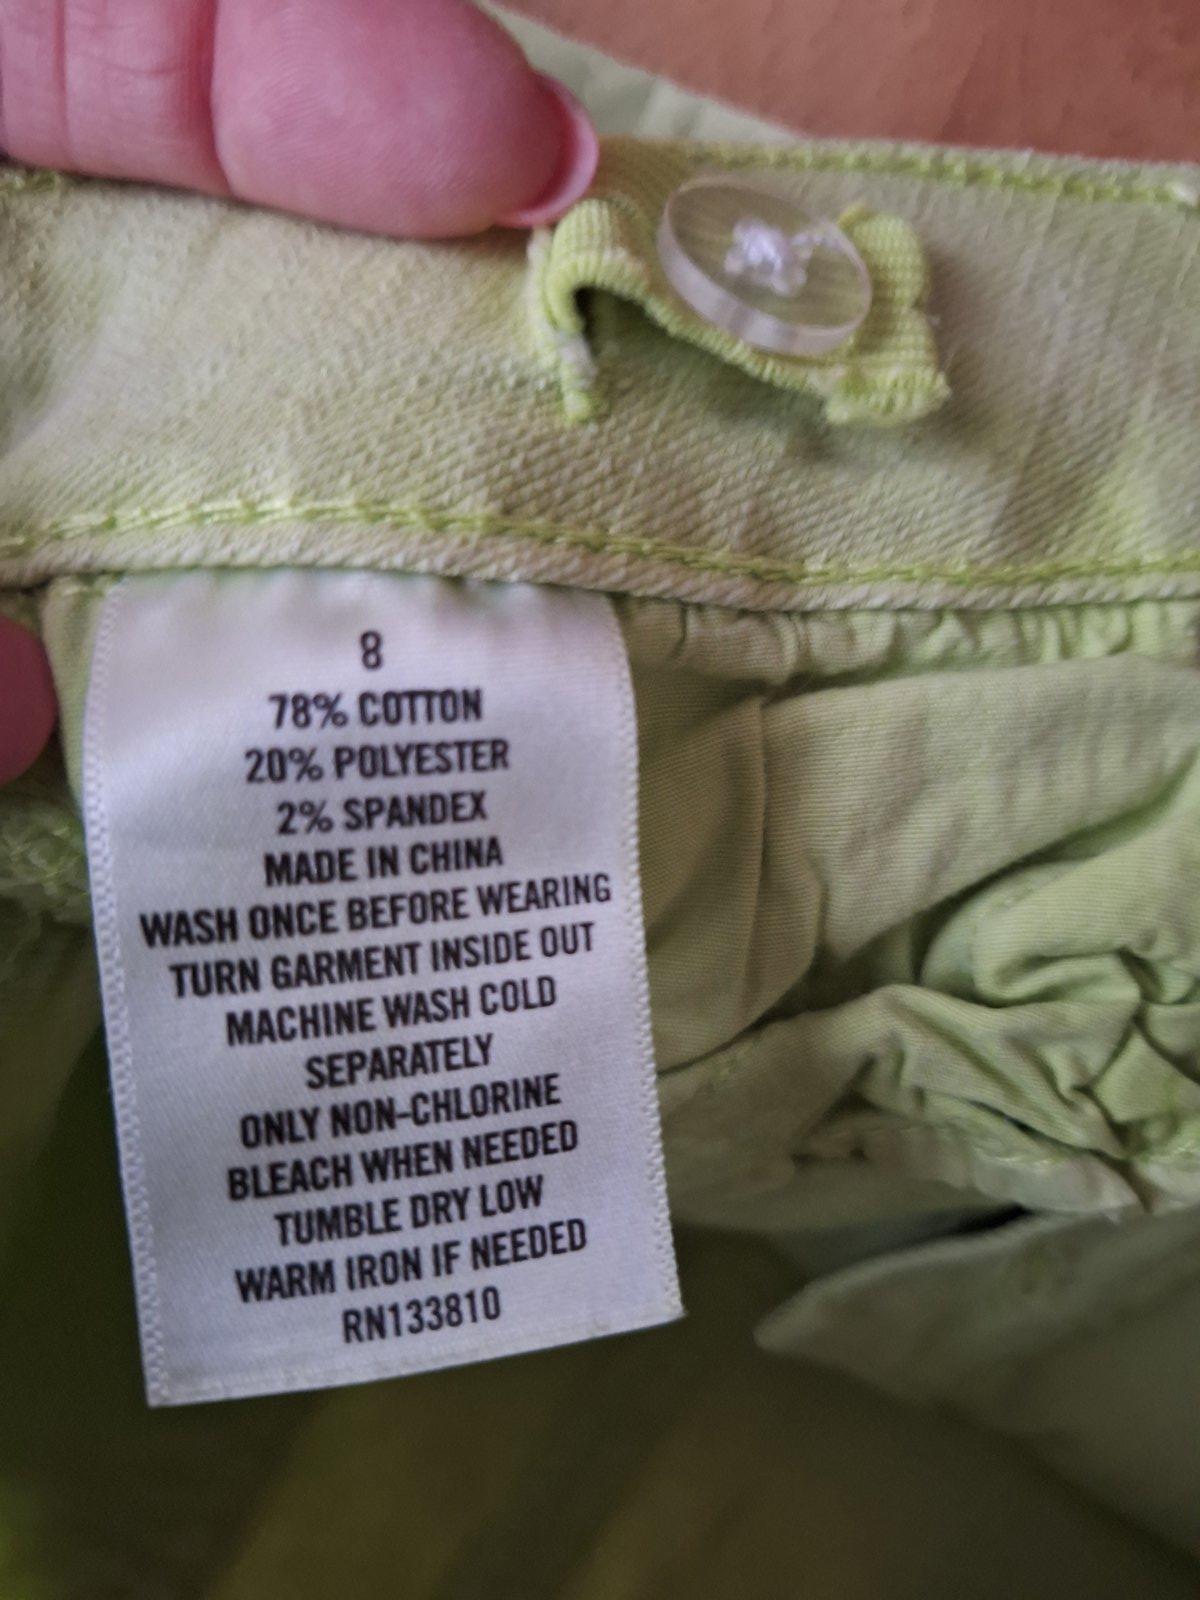 8
78% COTTON
20% POLYESTER
2% SPANDEX
MADE IN CHINA
WASH ONCE BEFORE WEARING
TURN GARMENT INSIDE OUT
MACHINE WASH COLD
SEPARATELY
ONLY NON-CHLORINE
BLEACH WHEN NEEDED
TUMBLE DRY LOW
WARM IRON IF NEEDED
RN133810